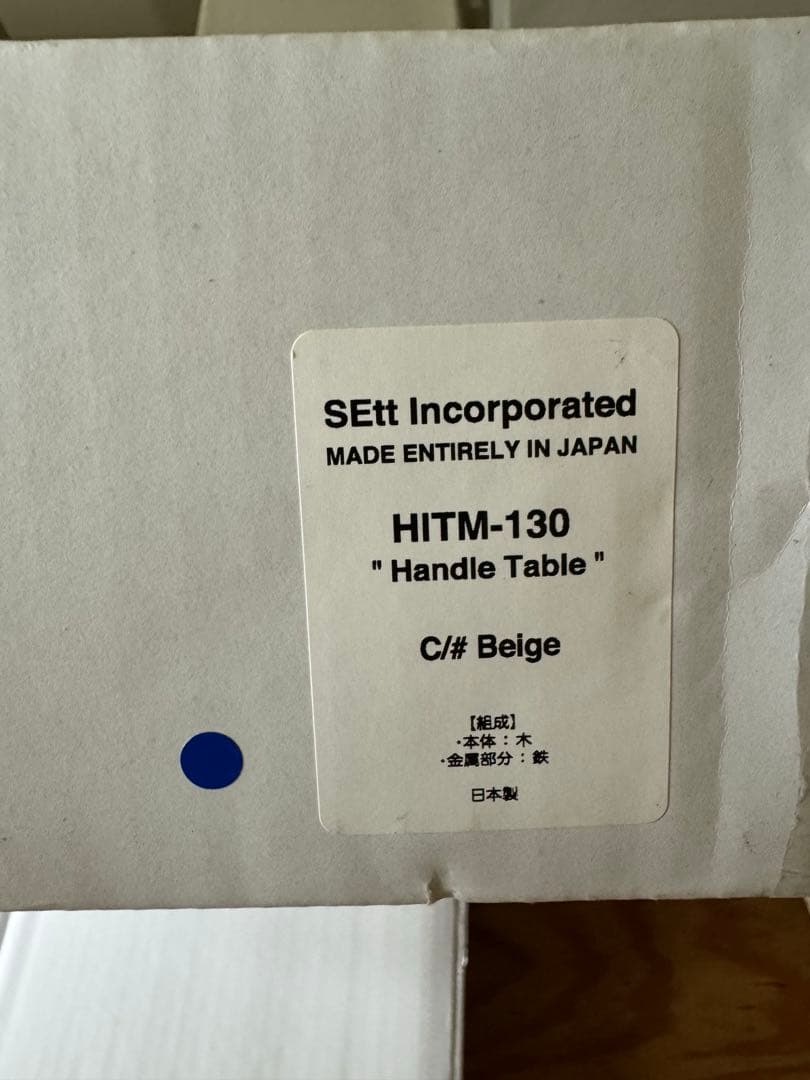 SEtt Incorporated
MADE ENTIRELY IN JAPAN
HITM-130
" Handle Table "
C/# Beige
【組成】
・本体：木
・金属部分：鉄
日本製